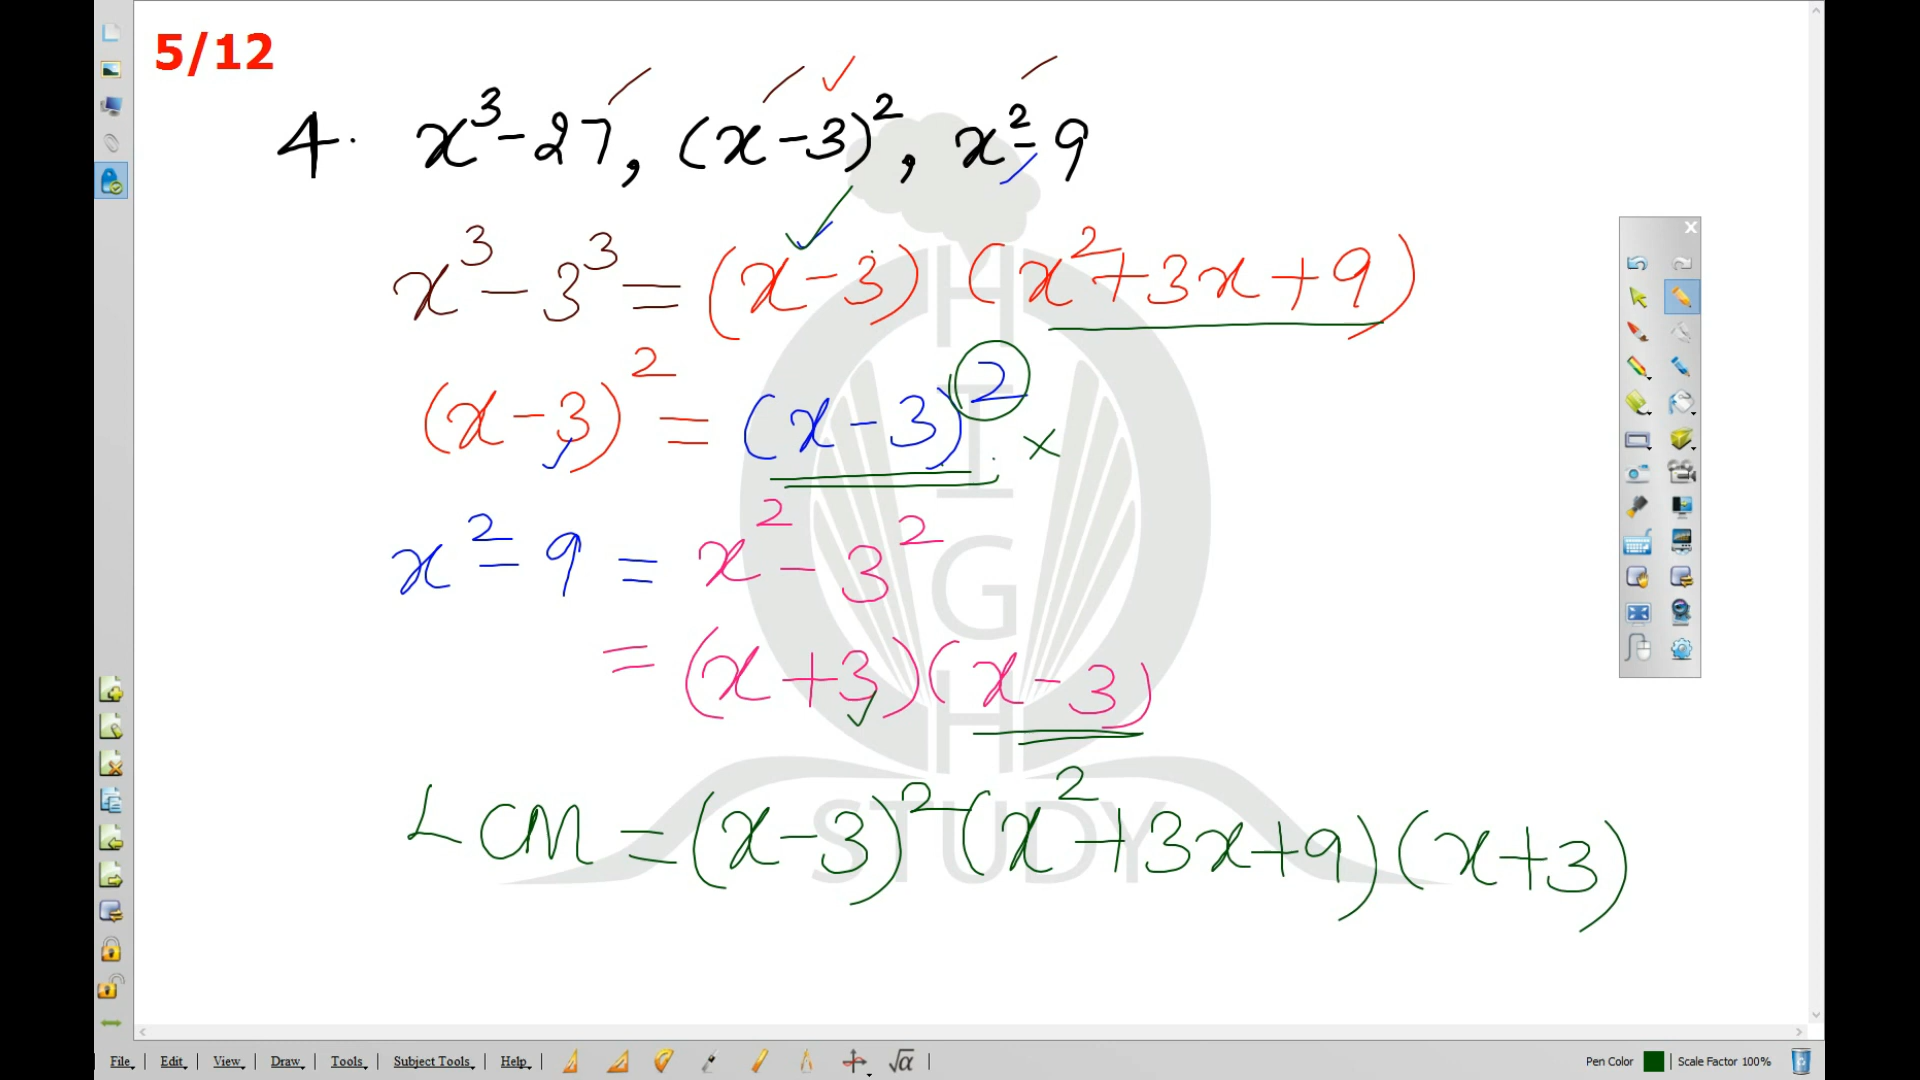 5/12
4. x³-27, (x-3)², x²-9
x³-3³ = (x-3) (x²+3x+9)
(x-3)² = (x-3)² ×
x²-9 = x²-3²
= (x+3)(x-3)
LCM = (x-3)² (x²+3x+9)(x+3)
HIGH
STUDY
File Edit View Draw Tools Subject Tools Help √α Pen Color Scale Factor 100%